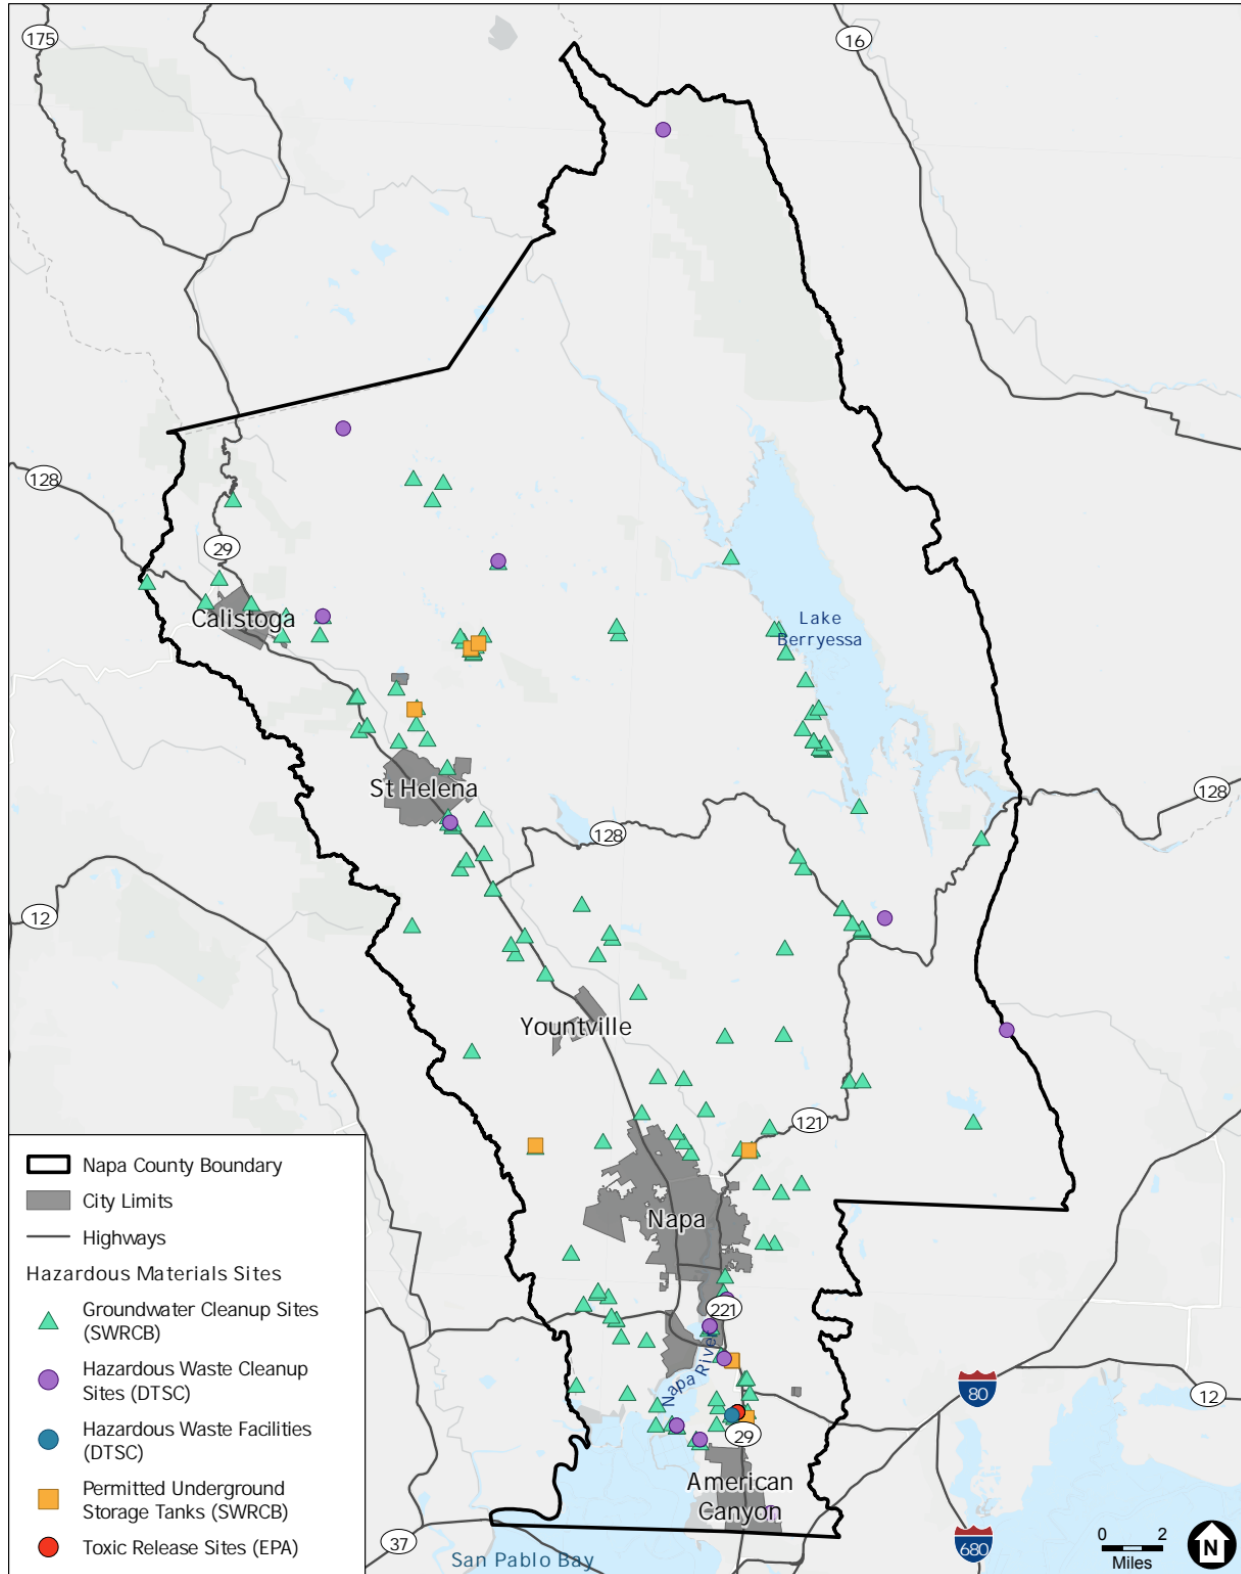 175
16
128
29
Calistoga
Lake
Berryessa
St Helena
128
128
12
Yountville
121
Napa
221
Napa River
29
American
Canyon
80
12
680
37
San Pablo Bay
Napa County Boundary
City Limits
Highways
Hazardous Materials Sites
Groundwater Cleanup Sites
(SWRCB)
Hazardous Waste Cleanup
Sites (DTSC)
Hazardous Waste Facilities
(DTSC)
Permitted Underground
Storage Tanks (SWRCB)
Toxic Release Sites (EPA)
0 2
Miles
N